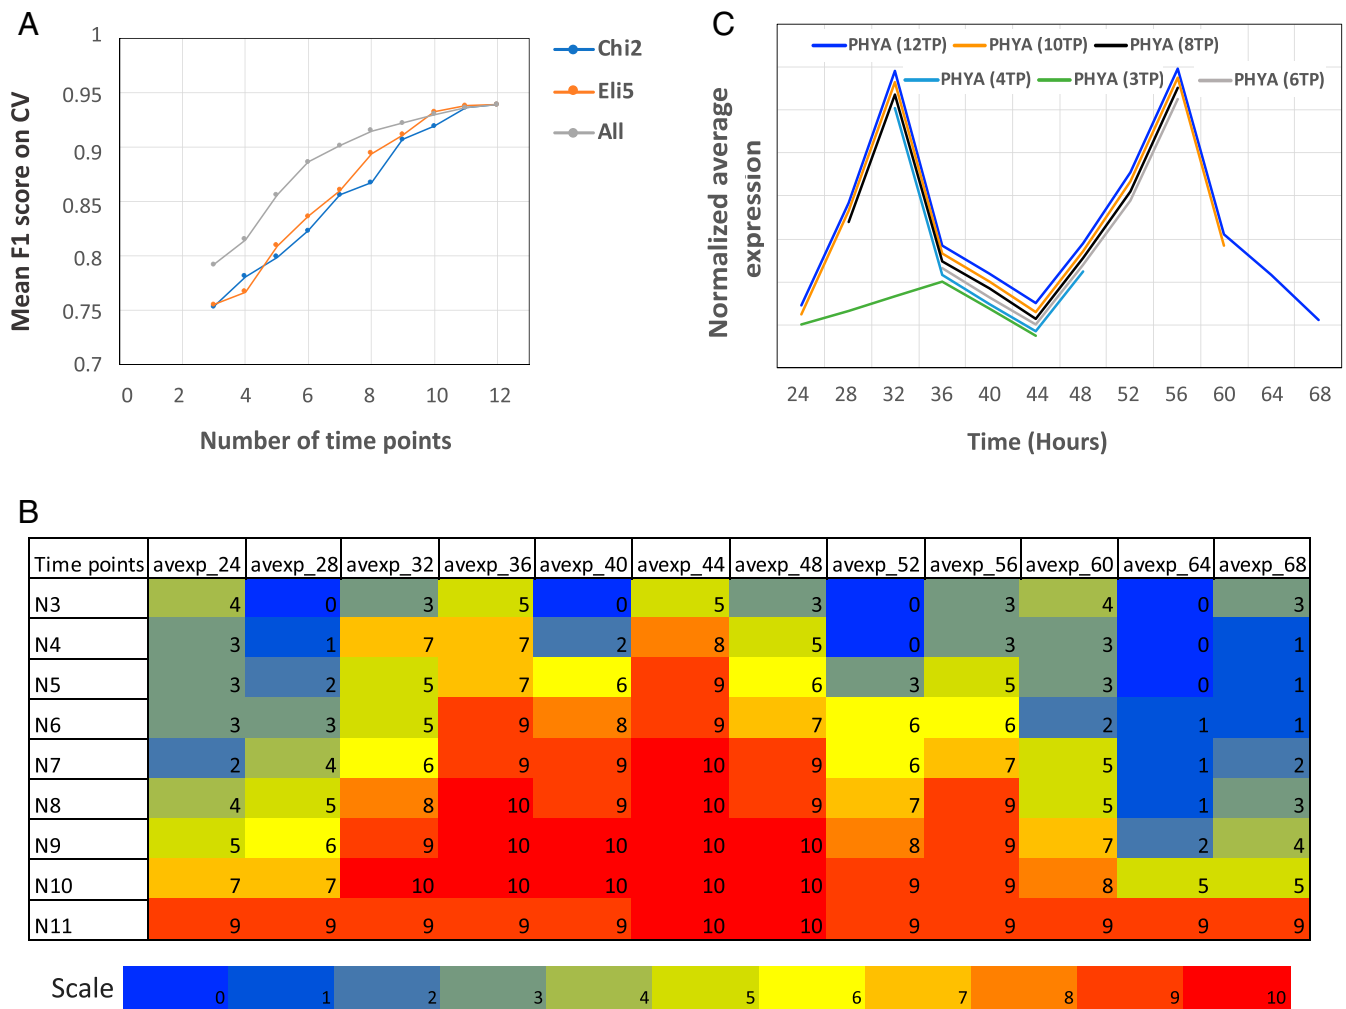 A
1
0.95
0.9
0.85
0.8
0.75
0.7
Mean F1 score on CV
0 2 4 6 8 10 12
Number of time points
Chi2
Eli5
All
C
PHYA (12TP) PHYA (10TP) PHYA (8TP)
PHYA (4TP) PHYA (3TP) PHYA (6TP)
Normalized average
expression
24 28 32 36 40 44 48 52 56 60 64 68
Time (Hours)
B
Time points avexp_24 avexp_28 avexp_32 avexp_36 avexp_40 avexp_44 avexp_48 avexp_52 avexp_56 avexp_60 avexp_64 avexp_68
N3 4 0 3 5 0 5 3 0 3 4 0 3
N4 3 1 7 7 2 8 5 0 3 3 0 1
N5 3 2 5 7 6 9 6 3 5 3 0 1
N6 3 3 5 9 8 9 7 6 6 2 1 1
N7 2 4 6 9 9 10 9 6 7 5 1 2
N8 4 5 8 10 9 10 9 7 9 5 1 3
N9 5 6 9 10 10 10 10 8 9 7 2 4
N10 7 7 10 10 10 10 10 9 9 8 5 5
N11 9 9 9 9 9 10 10 9 9 9 9 9
Scale 0 1 2 3 4 5 6 7 8 9 10